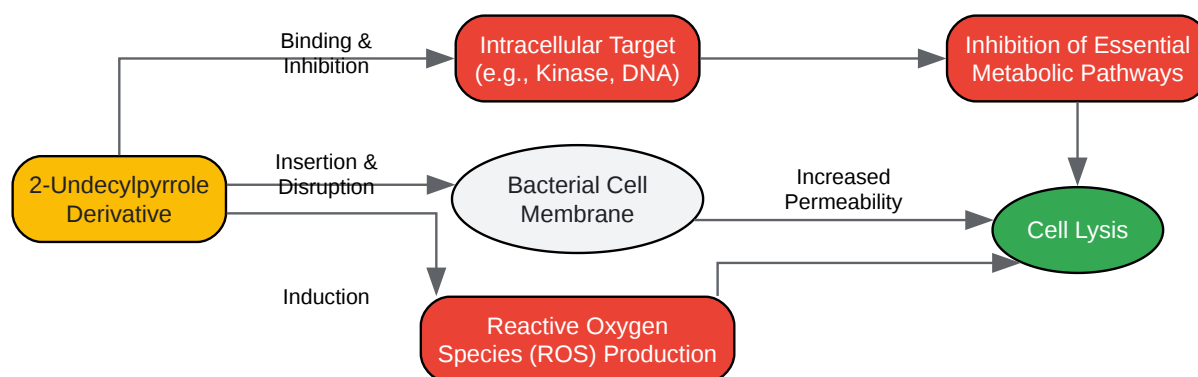 Binding &
Inhibition
Intracellular Target
(e.g., Kinase, DNA)
Inhibition of Essential
Metabolic Pathways
2-Undecylpyrrole
Derivative
Insertion &
Disruption
Bacterial Cell
Membrane
Increased
Permeability
Cell Lysis
Induction
Reactive Oxygen
Species (ROS) Production